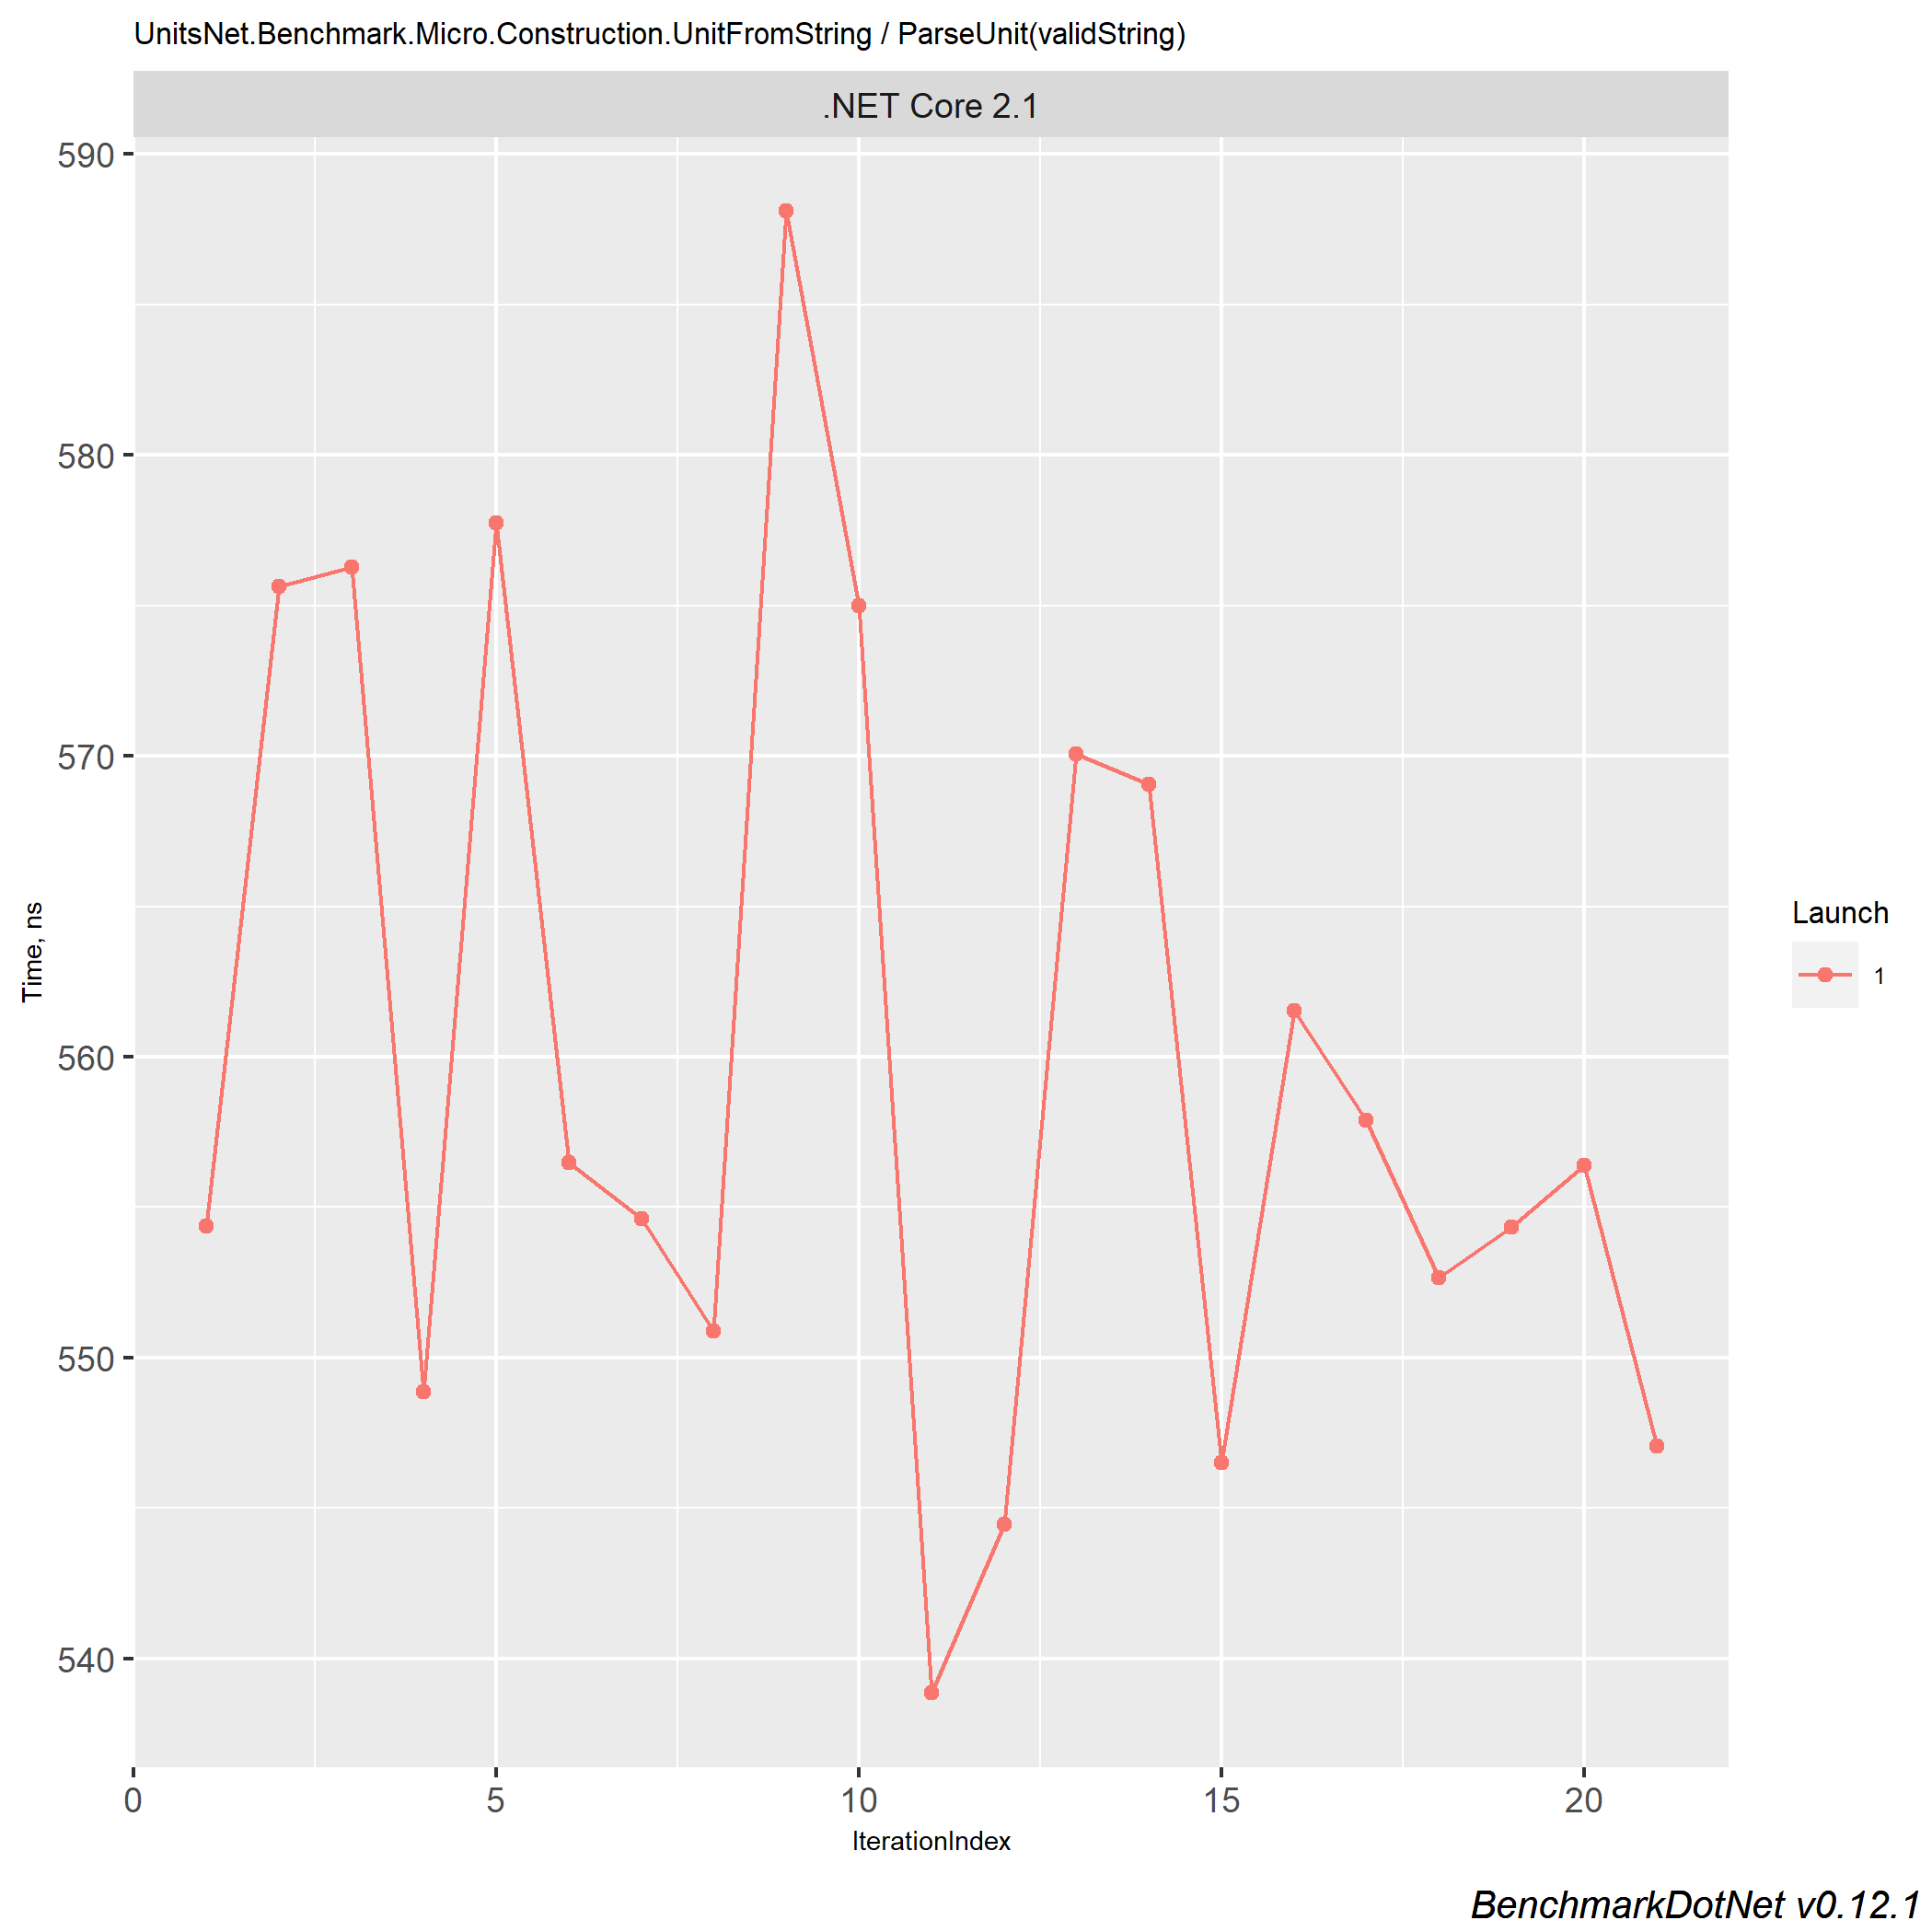 UnitsNet.Benchmark.Micro.Construction.UnitFromString / ParseUnit(validString)
.NET Core 2.1
590
580
570
560
550
540
Time, ns
0 5 10 15 20
IterationIndex
Launch
1
BenchmarkDotNet v0.12.1